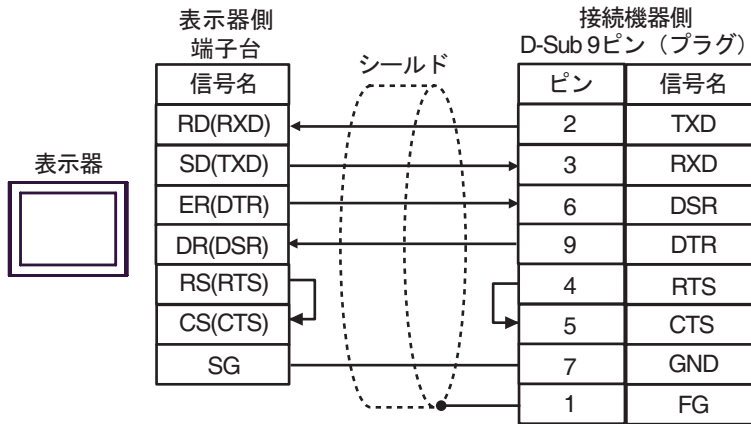 表示器側
端子台
接続機器側
D-Sub 9ピン（プラグ）
シールド
表示器
信号名 ピン 信号名
RD(RXD) 2 TXD
SD(TXD) 3 RXD
ER(DTR) 6 DSR
DR(DSR) 9 DTR
RS(RTS) 4 RTS
CS(CTS) 5 CTS
SG 7 GND
1 FG